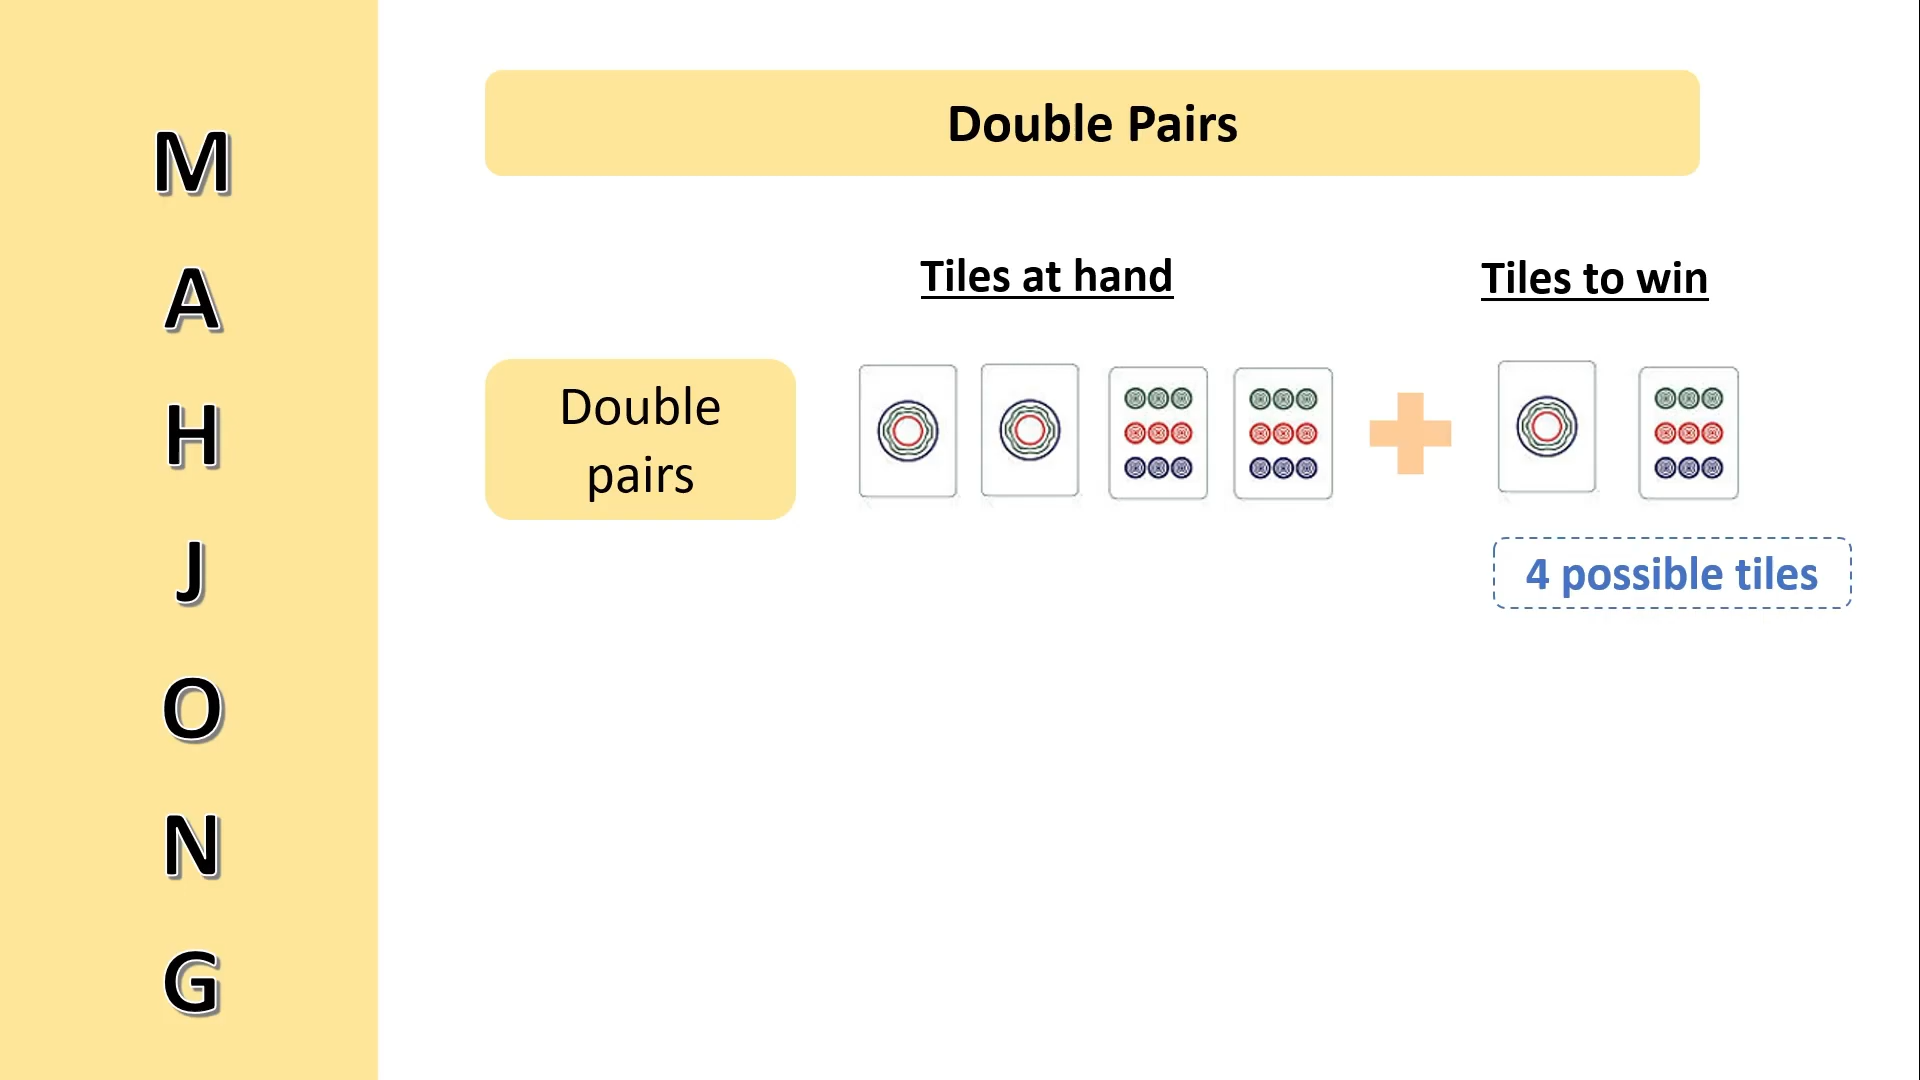 M
A
H
J
O
N
G
Double Pairs
Tiles at hand
Tiles to win
Double
pairs
4 possible tiles